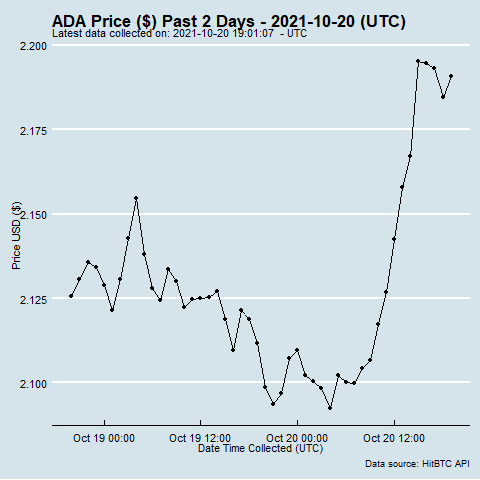 ADA Price ($) Past 2 Days - 2021-10-20 (UTC)
Latest data collected on: 2021-10-20 19:01:07  - UTC
2.200
2.175
2.150
2.125
2.100
Price USD ($)
Oct 19 00:00
Oct 19 12:00
Oct 20 00:00
Oct 20 12:00
Date Time Collected (UTC)
Data source: HitBTC API